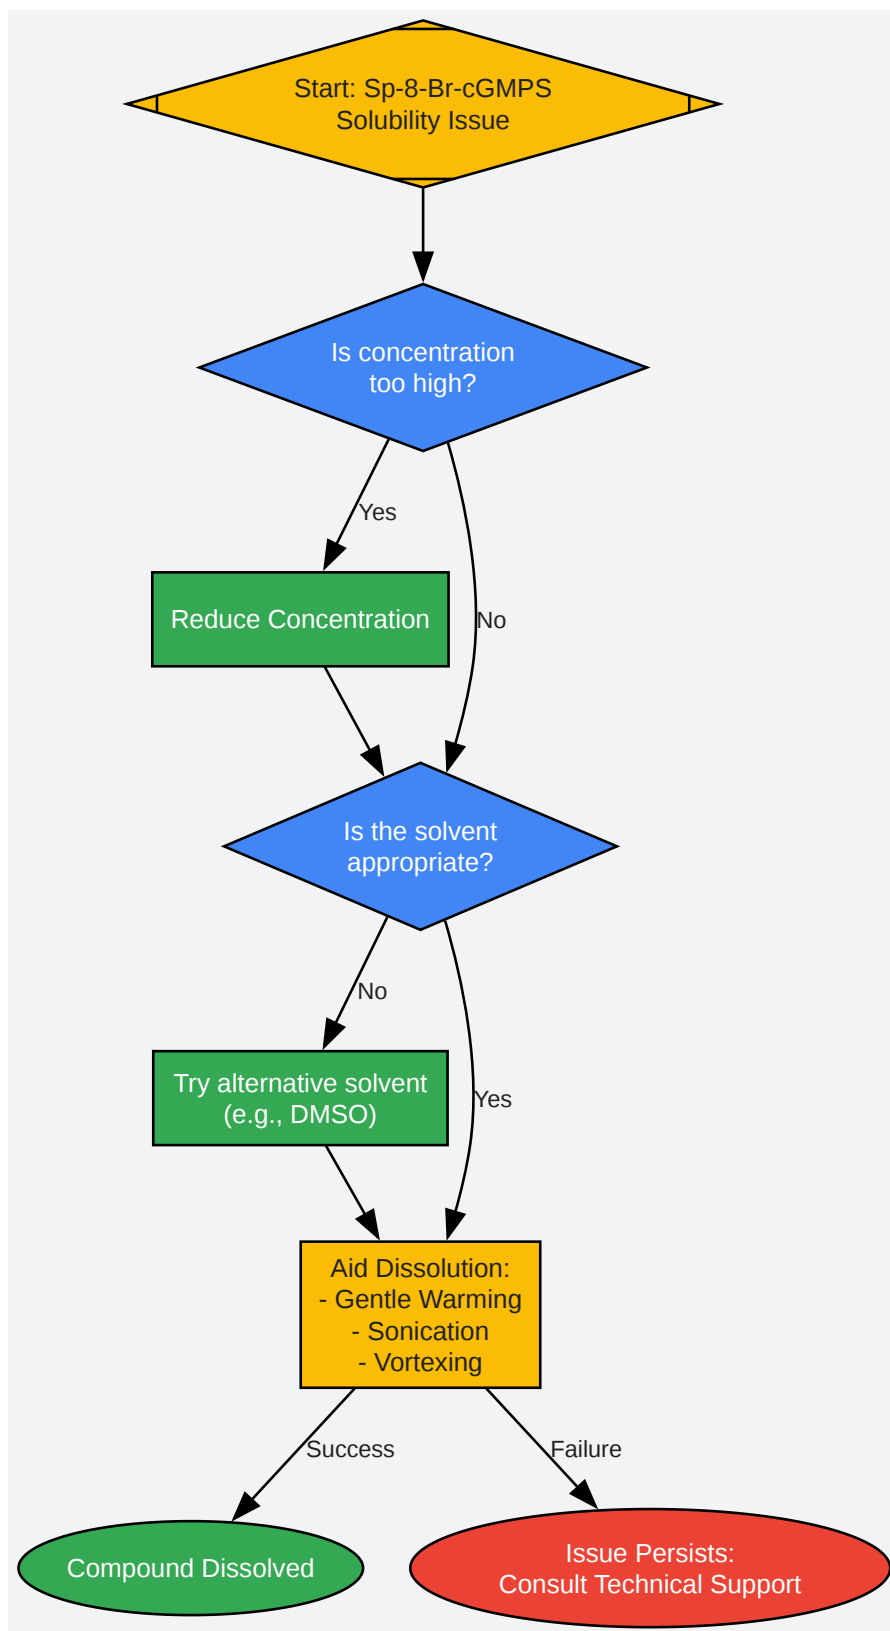 Start: Sp-8-Br-cGMPS
Solubility Issue
Is concentration
too high?
Yes
Reduce Concentration
No
Is the solvent
appropriate?
No
Try alternative solvent
(e.g., DMSO)
Yes
Aid Dissolution:
- Gentle Warming
- Sonication
- Vortexing
Success
Failure
Compound Dissolved
Issue Persists:
Consult Technical Support